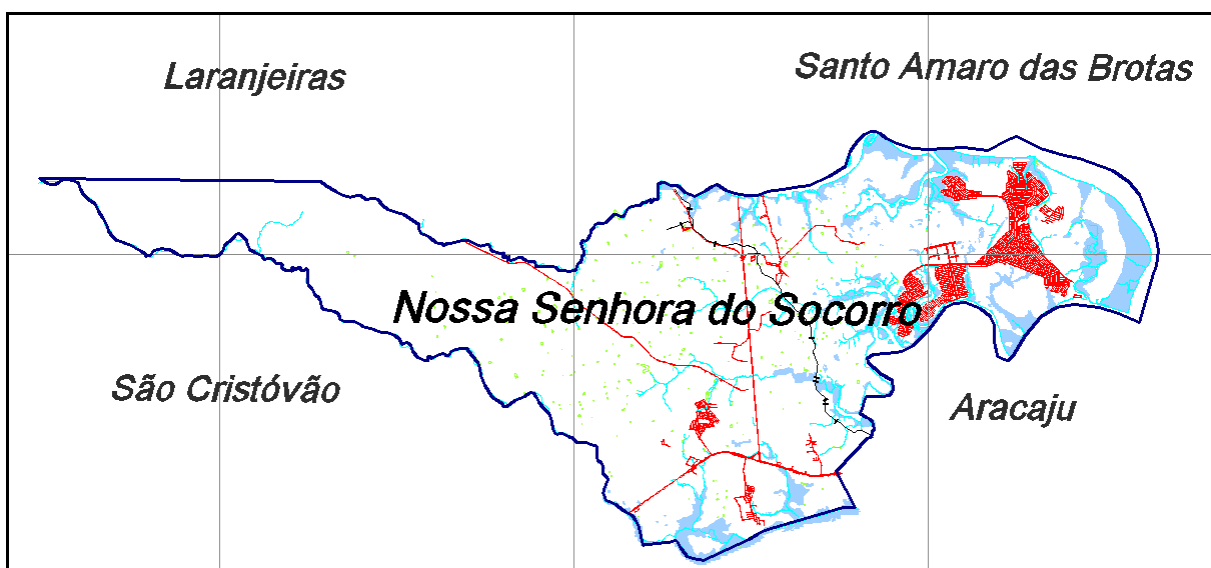 Laranjeiras
Santo Amaro das Brotas
Nossa Senhora do Socorro
São Cristóvão
Aracaju